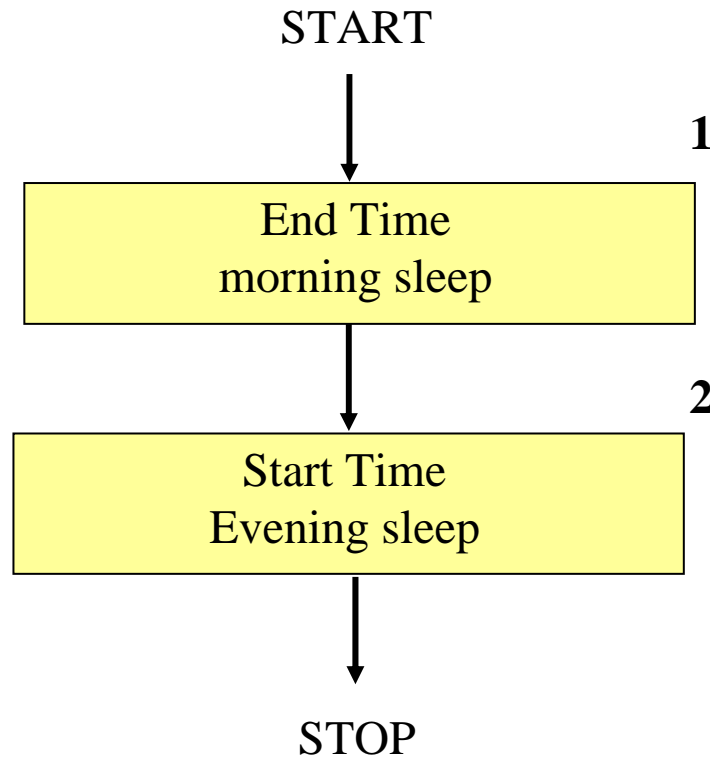 START
1
End Time
morning sleep
2
Start Time
Evening sleep
STOP